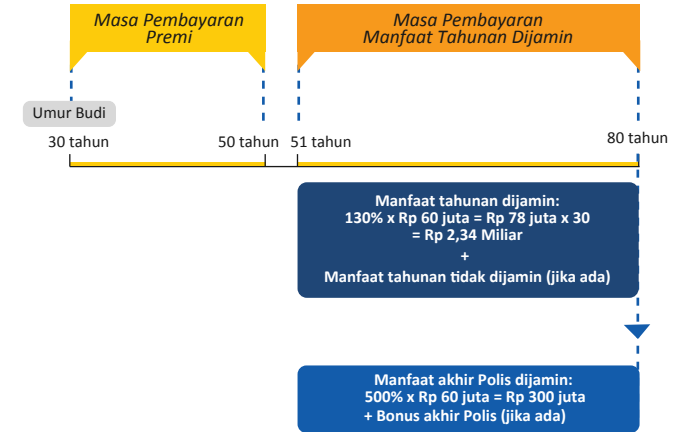 Masa Pembayaran
Premi
Masa Pembayaran
Manfaat Tahunan Dijamin
Umur Budi
30 tahun
50 tahun
51 tahun
80 tahun
Manfaat tahunan dijamin:
130% x Rp 60 juta = Rp 78 juta x 30
= Rp 2,34 Miliar
+
Manfaat tahunan tidak dijamin (jika ada)
Manfaat akhir Polis dijamin:
500% x Rp 60 juta = Rp 300 juta
+ Bonus akhir Polis (jika ada)